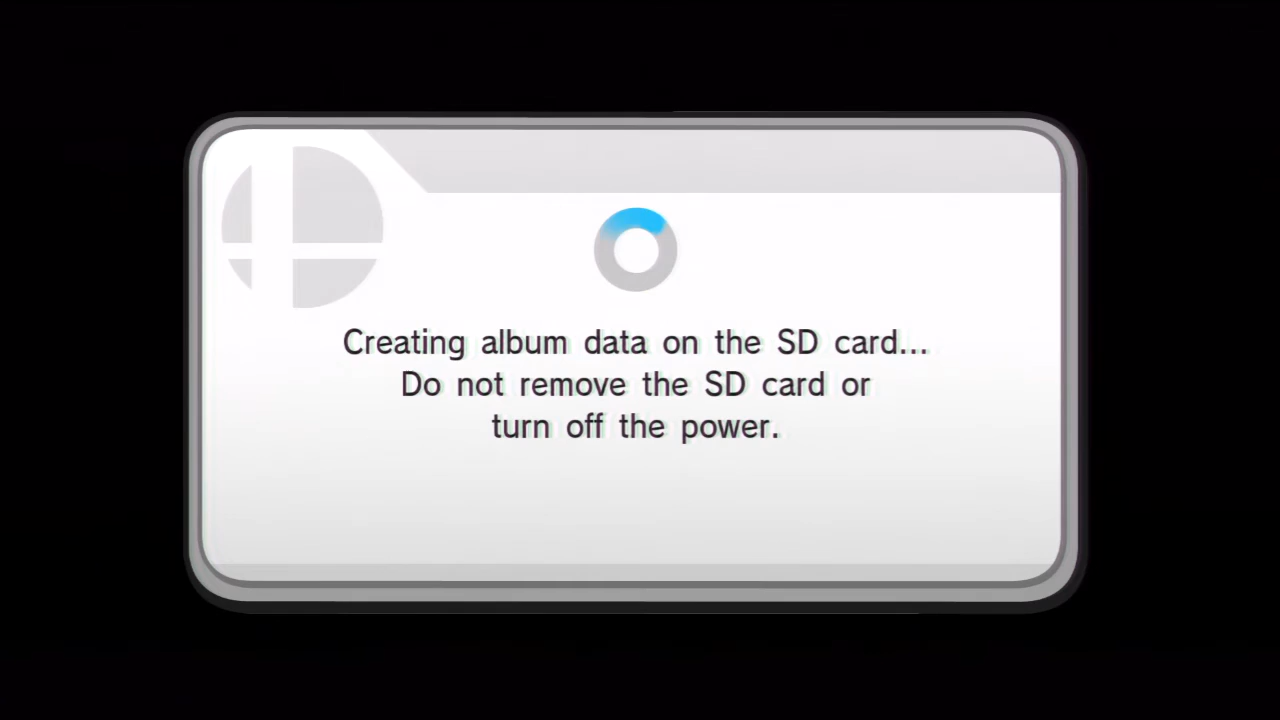 Creating album data on the SD card...
Do not remove the SD card or
turn off the power.